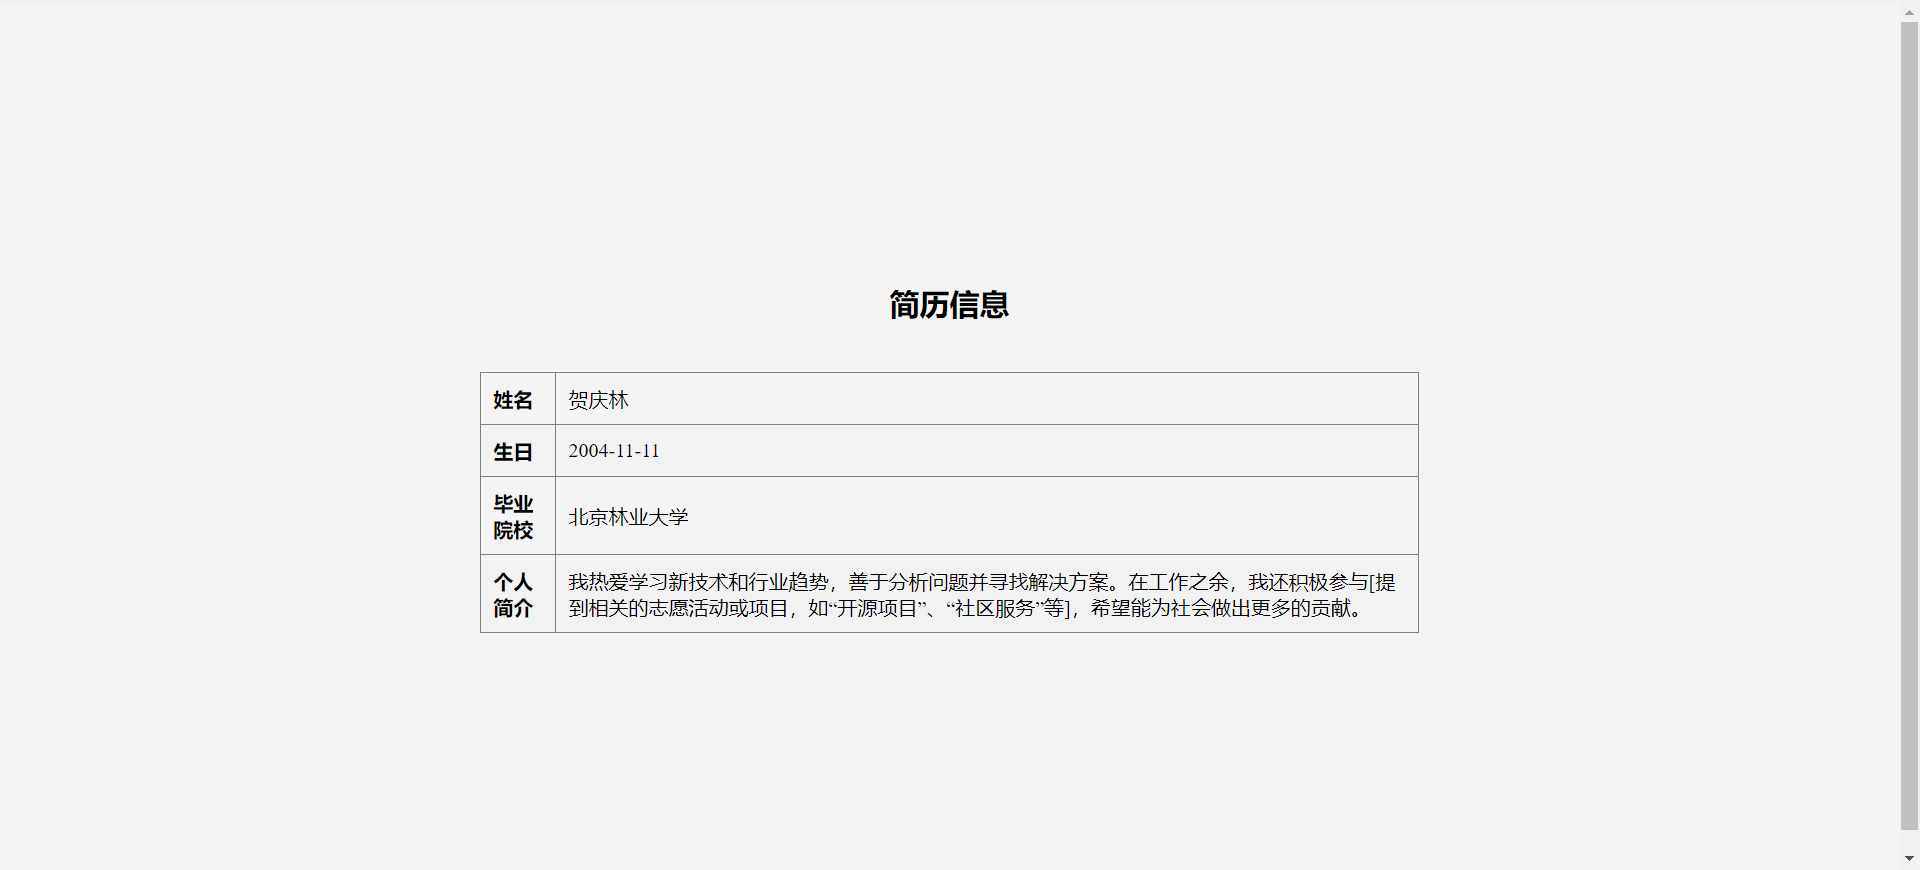 简历信息
姓名
贺庆林
生日
2004-11-11
毕业
院校
北京林业大学
个人
简介
我热爱学习新技术和行业趋势，善于分析问题并寻找解决方案。在工作之余，我还积极参与[提
到相关的志愿活动或项目，如“开源项目”、“社区服务”等]，希望能为社会做出更多的贡献。